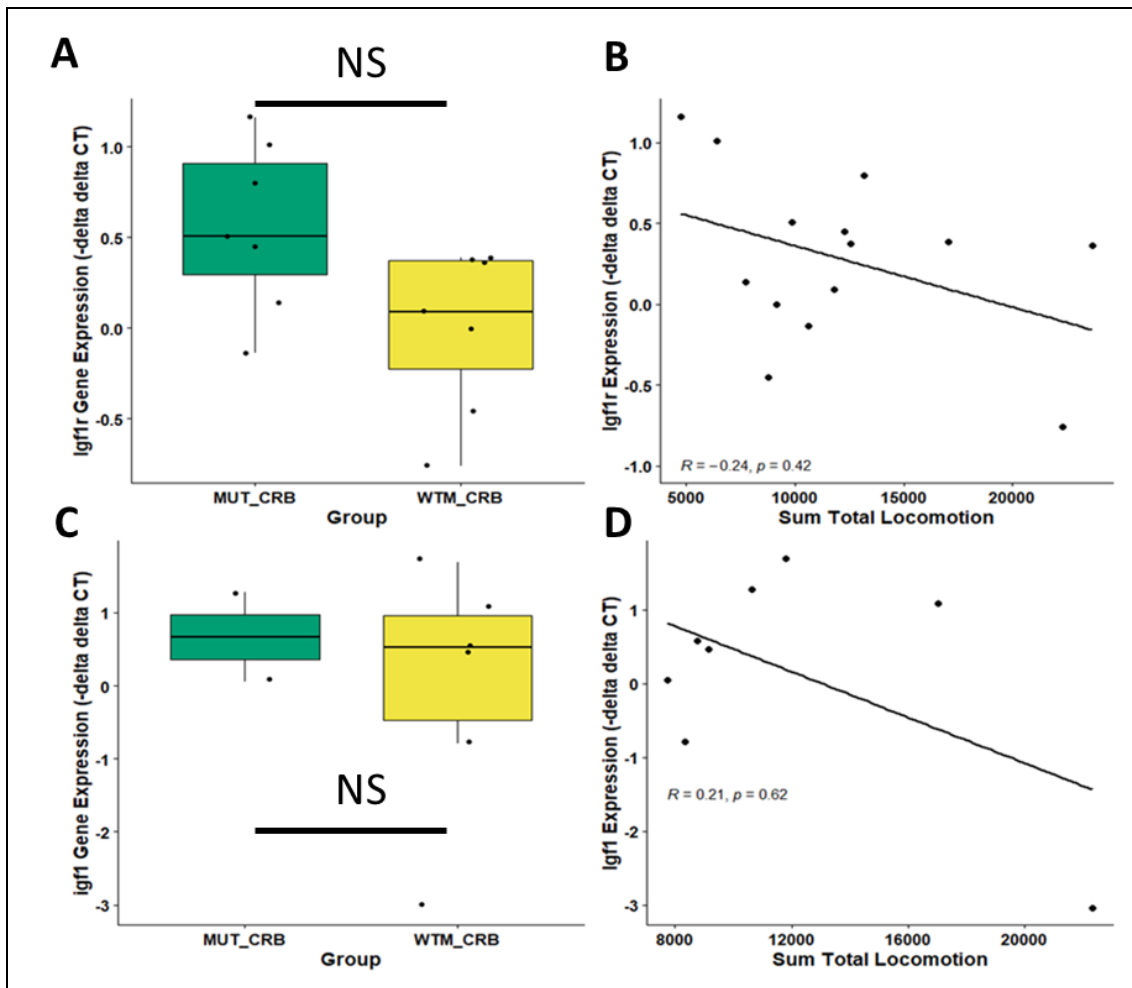 A
NS
Igf1r Gene Expression (-delta delta CT)
1.0
0.5
0.0
-0.5
MUT_CRB
WTM_CRB
Group
B
Igf1r Expression (-delta delta CT)
1.0
0.5
0.0
-0.5
-1.0
R = −0.24, p = 0.42
5000
10000
15000
20000
Sum Total Locomotion
C
igf1 Gene Expression (-delta delta CT)
1
0
-1
-2
-3
NS
MUT_CRB
WTM_CRB
Group
D
Igf1 Expression (-delta delta CT)
1
0
-1
-2
-3
R = 0.21, p = 0.62
8000
12000
16000
20000
Sum Total Locomotion